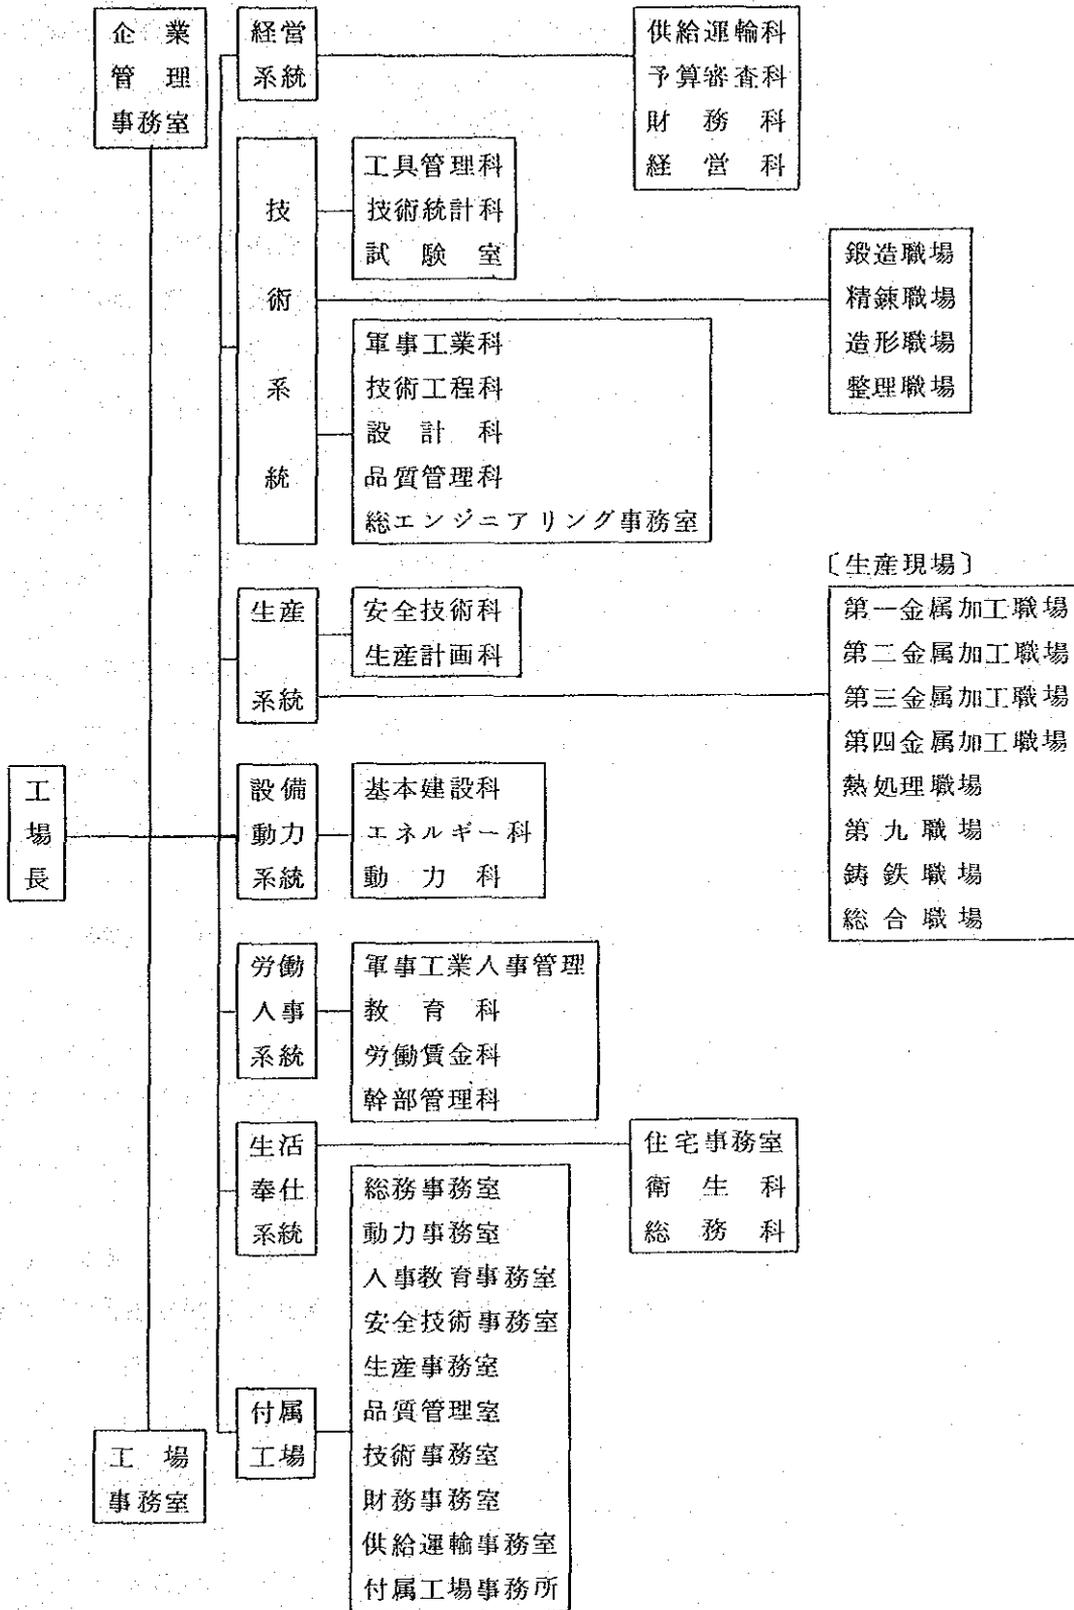 企業
管理
事務室
経営
系統
供給運輸科
予算審査科
財務科
経営科
技
術
系
統
工具管理科
技術統計科
試験室
鍛造職場
精錬職場
造形職場
整理職場
軍事工業科
技術工程科
設計科
品質管理科
総エンジニアリング事務室
生産
系統
安全技術科
生産計画科
〔生産現場〕
第一金属加工職場
第二金属加工職場
第三金属加工職場
第四金属加工職場
熱処理職場
第九職場
鋳鉄職場
総合職場
工
場
長
設備
動力
系統
基本建設科
エネルギー科
動力科
労働
人事
系統
軍事工業人事管理
教育科
労働賃金科
幹部管理科
生活
奉仕
系統
住宅事務室
衛生科
総務科
付属
工場
総務事務室
動力事務室
人事教育事務室
安全技術事務室
生産事務室
品質管理室
技術事務室
財務事務室
供給運輸事務室
付属工場事務所
工場
事務室